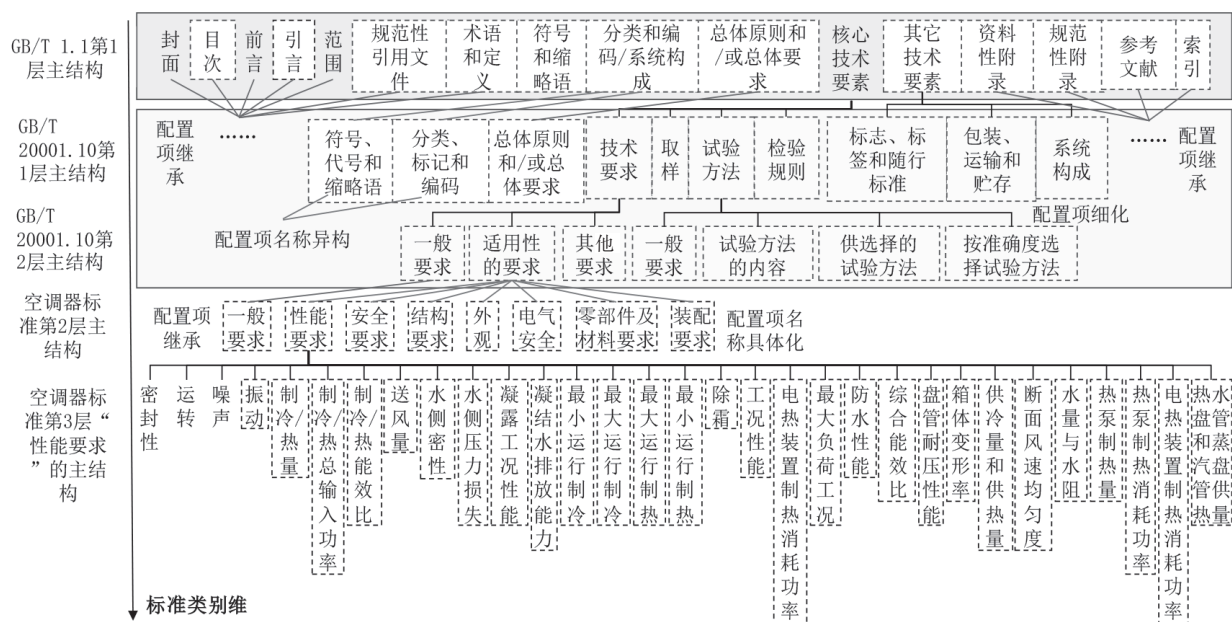 GB/T 1.1第1
层主结构
封
面
目
次
前
言
引
言
范
围
规范性
引用文
件
术语
和定
义
符号
和缩
略语
分类和编
码/系统构
成
总体原则和
/或总体要
求
核心
技术
要素
其它
技术
要素
资料
性附
录
规范
性附
录
参考
文献
索
引
GB/T
20001.10第
1层主结构
配置
项继
承
......
符号、
代号和
缩略语
分类、
标记和
编码
总体原则
和/或总
体要求
技术
要求
取
样
试验
方法
检验
规则
标志、标
签和随行
标准
包装、
运输和
贮存
系统
构成
......
配置
项继
承
GB/T
20001.10第
2层主结构
配置项名称异构
配置项细化
一般
要求
适用性
的要求
其他
要求
一般
要求
试验方法
的内容
供选择的
试验方法
按准确度选
择试验方法
空调器标
准第2层主
结构
配置项
继承
一般
要求
性能
要求
安全
要求
结构
要求
外
观
电气
安全
零部件及
材料要求
装配
要求
配置项名
称具体化
空调器标
准第3层“
性能要求
”的主结
构
密封性
运转
噪声
振动
制冷/热量
制冷/热总输入功率
制冷/热能效比
送风量
水侧密性
水侧压力损失
凝露工况性能
凝结水排放能力
最小运行制冷
最大运行制冷
最大运行制热
最小运行制热
除霜
工况性能
电热装置制热消耗功率
最大负荷工况
防水性能
综合能效比
盘管耐压性能
箱体变形率
供冷量和供热量
断面风速均匀度
水量与水阻
热泵制热量
热泵制热消耗功率
电热装置制热消耗功率
热水
盘管
和蒸
汽盘
管供
热量
标准类别维